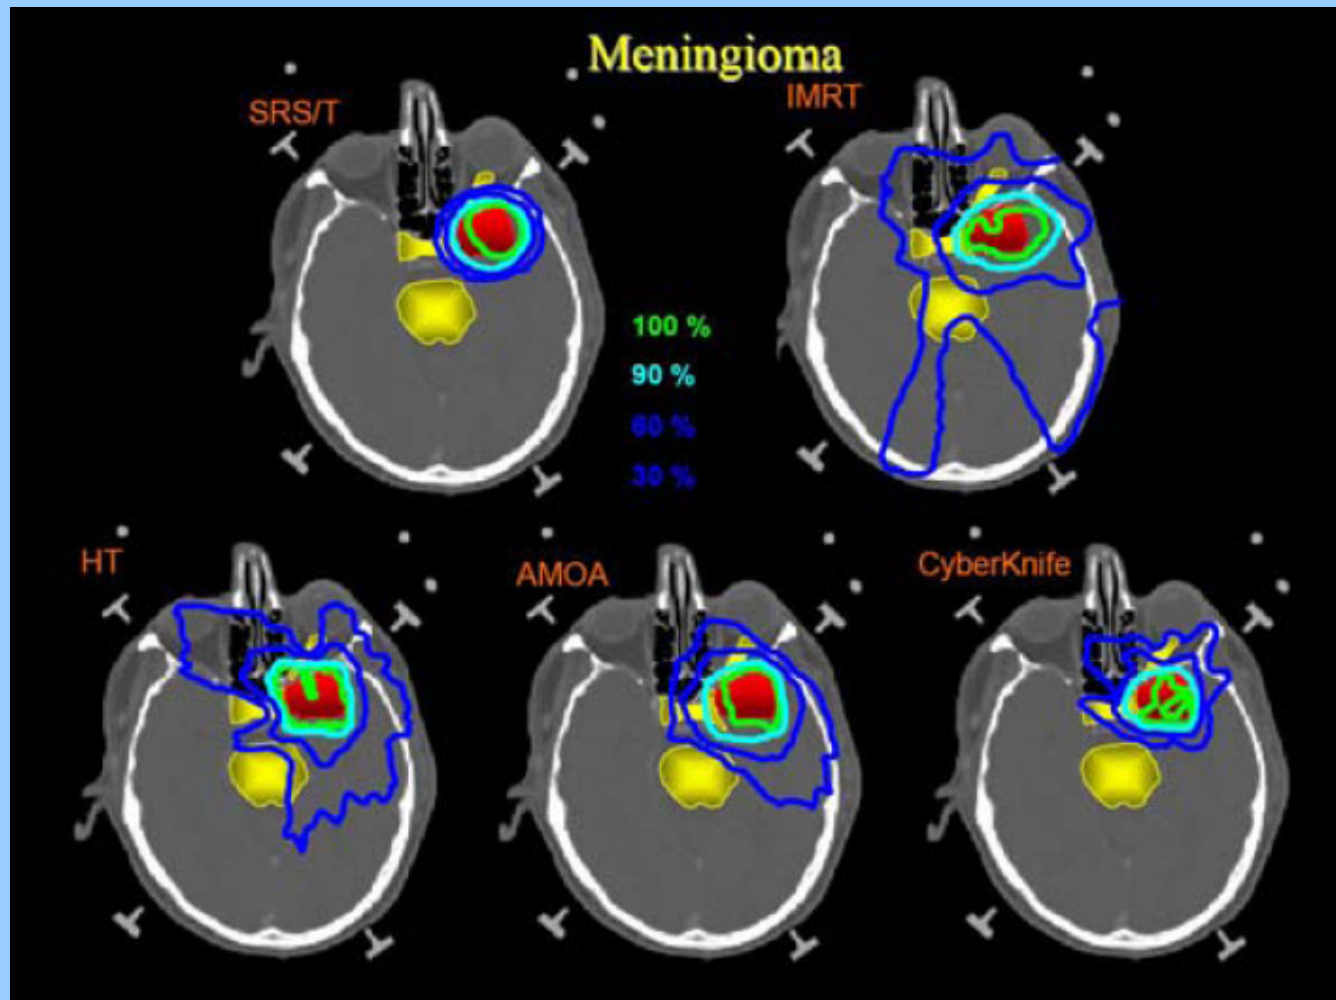 Meningioma
SRS/T
IMRT
100 %
90 %
60 %
30 %
HT
AMOA
CyberKnife